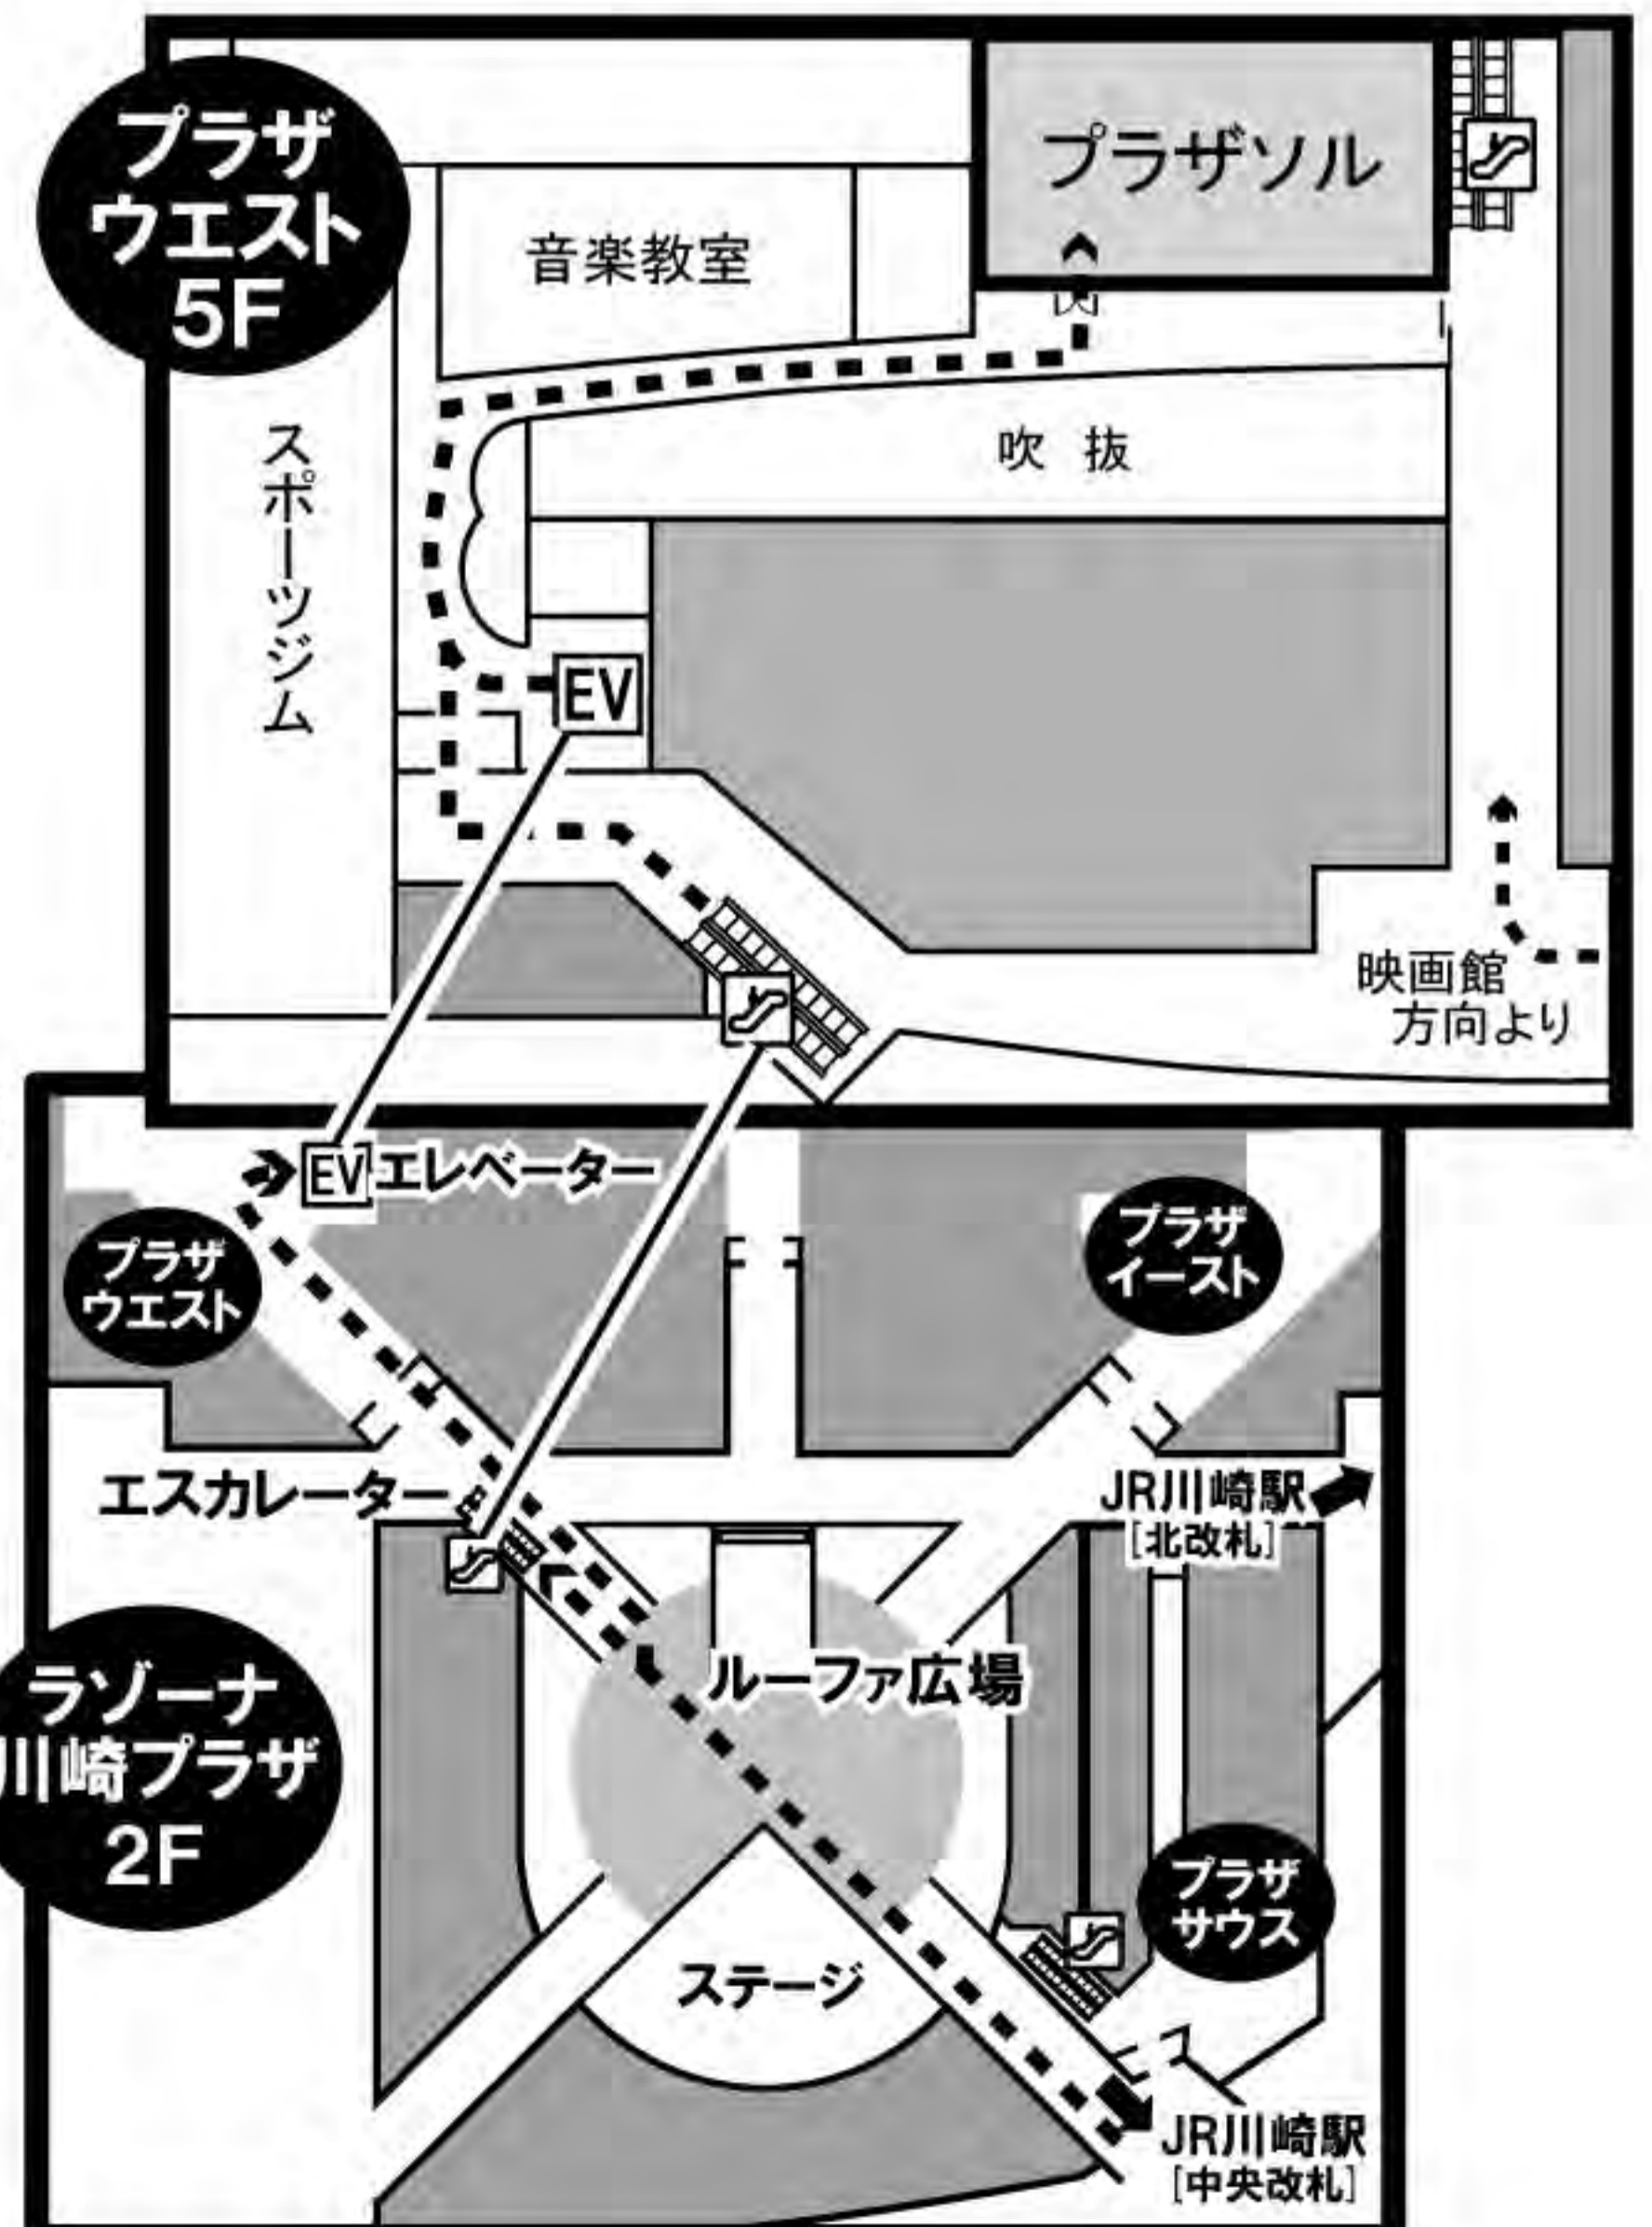 プラザ
ウエスト
5F
プラザソル
音楽教室
吹 抜
スポーツジム
EV
映画館
方向より
EVエレベーター
プラザ
ウエスト
プラザ
イースト
エスカレーター
JR川崎駅
[北改札]
ルーファ広場
ラゾーナ
川崎プラザ
2F
プラザ
サウス
ステージ
JR川崎駅
[中央改札]